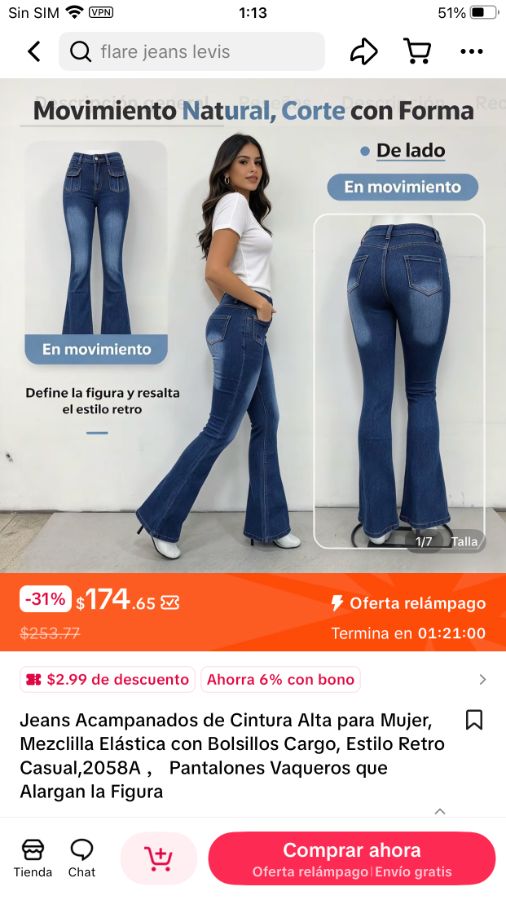 Sin SIM VPN 1:13 51%
flare jeans levis
Movimiento Natural, Corte con Forma
De lado
En movimiento
En movimiento
Define la figura y resalta
el estilo retro
1/7 Talla
-31% $174.65 Oferta relámpago
$253.77 Termina en 01:21:00
$2.99 de descuento Ahorra 6% con bono
Jeans Acampanados de Cintura Alta para Mujer,
Mezclilla Elástica con Bolsillos Cargo, Estilo Retro
Casual,2058A ， Pantalones Vaqueros que
Alargan la Figura
Tienda Chat
Comprar ahora
Oferta relámpago|Envío gratis